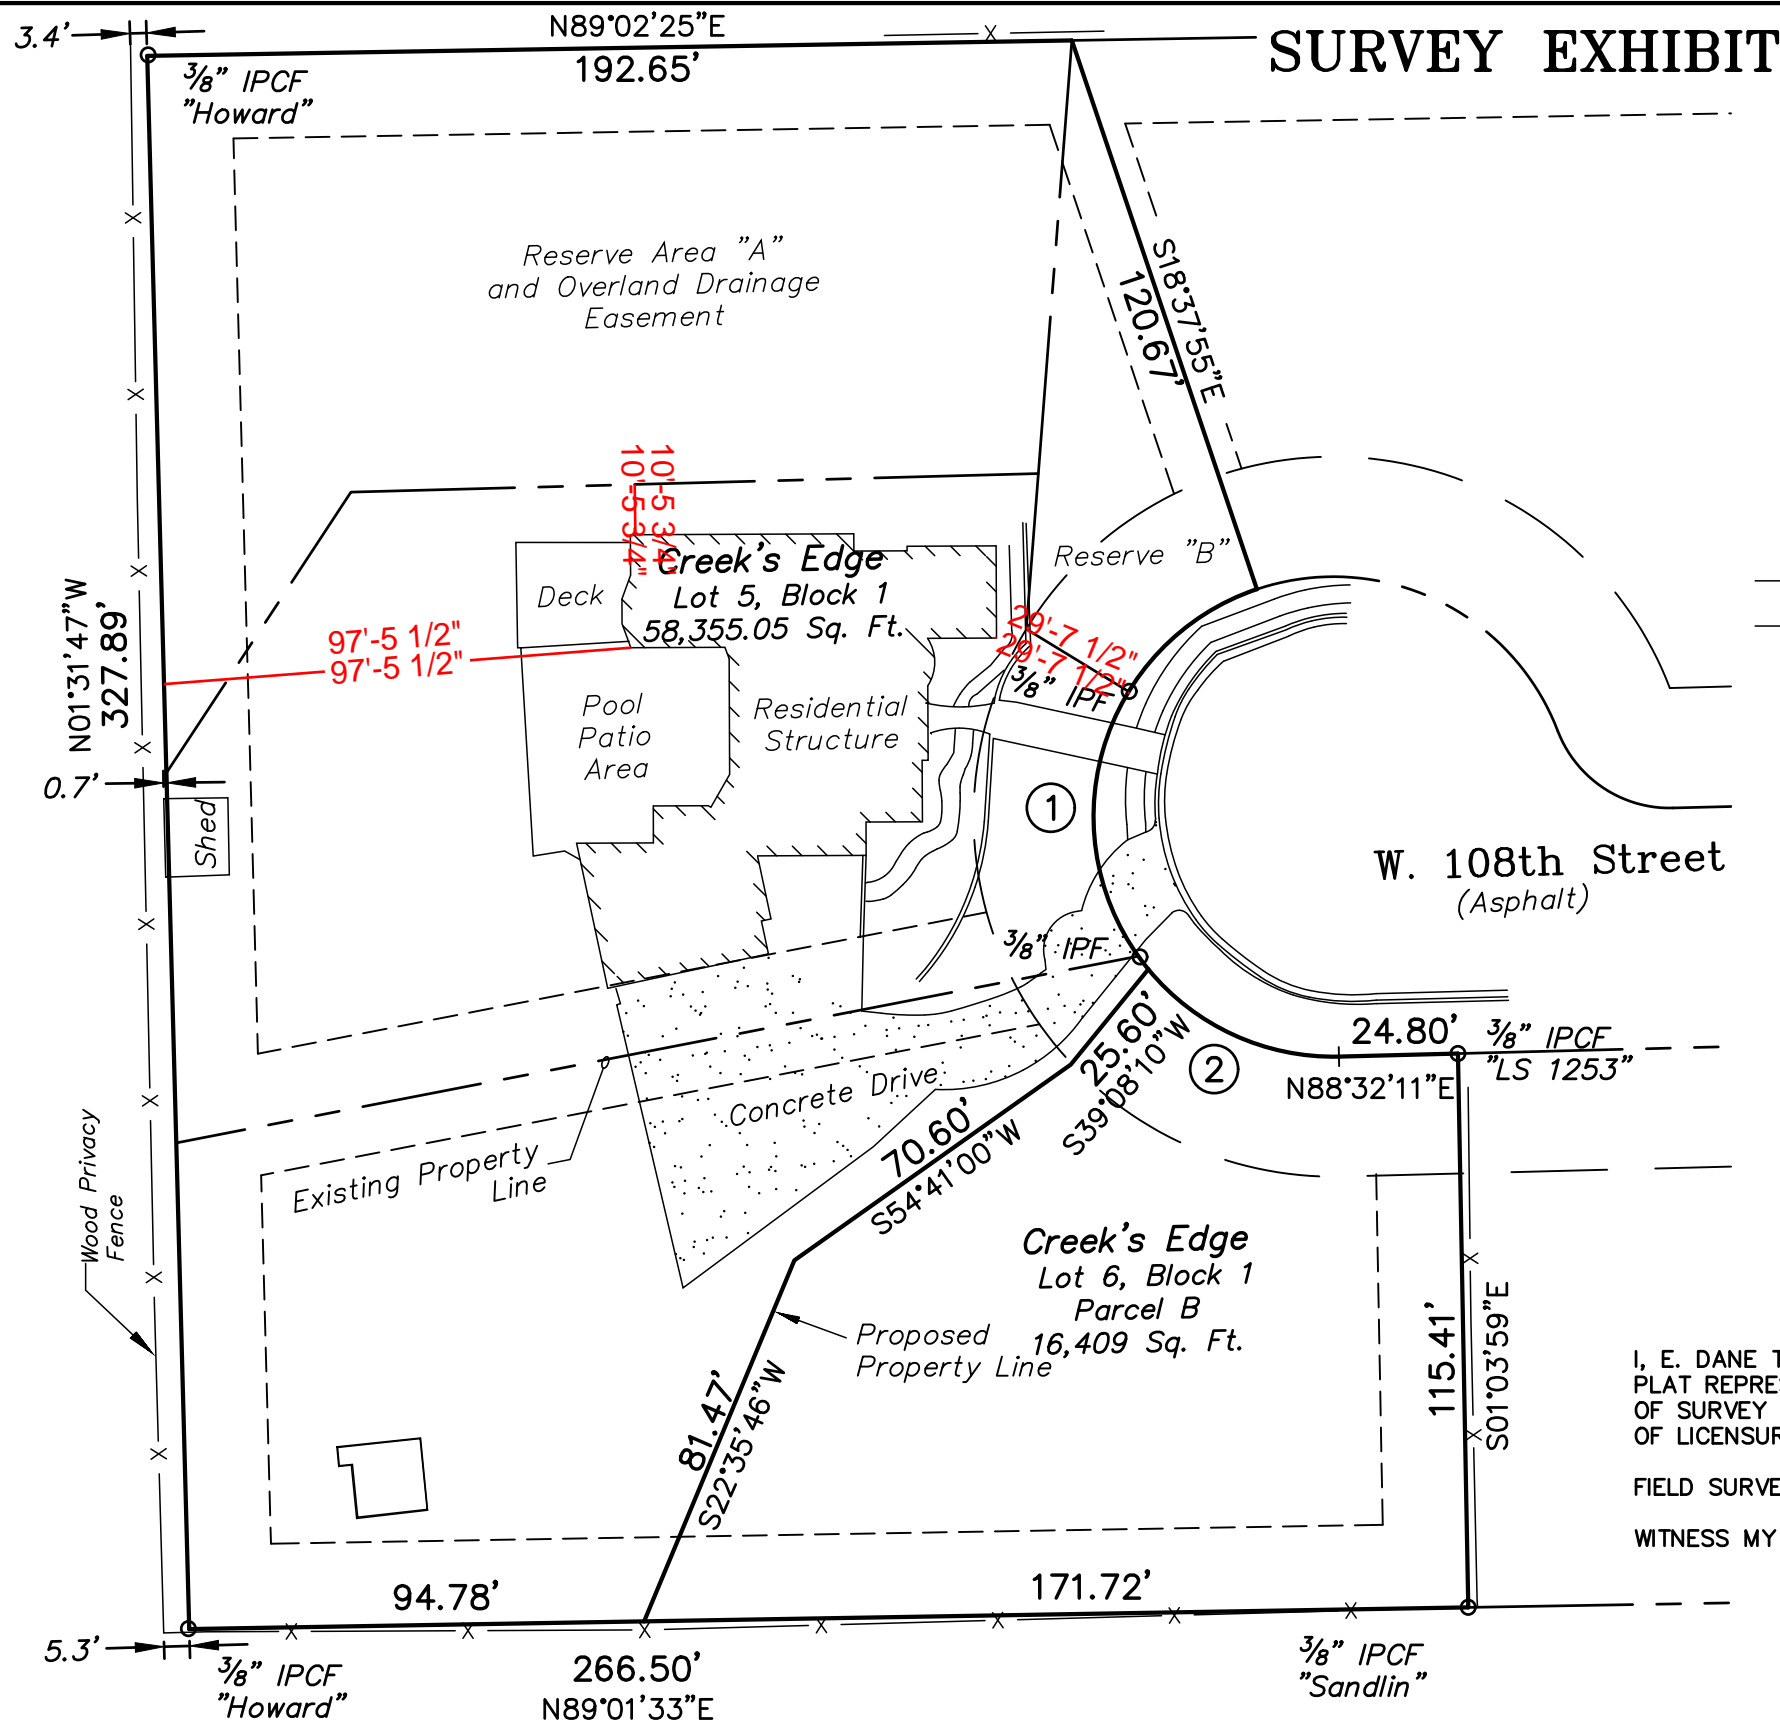 SURVEY EXHIBIT
3.4'
N89°02'25"E
192.65'
3/8" IPCF
"Howard"
Reserve Area "A"
and Overland Drainage
Easement
S18°37'55"E
120.67'
10'-5 3/4"
10'-5 3/4"
Creek's Edge
Lot 5, Block 1
58,355.05 Sq. Ft.
Deck
Reserve "B"
N01°31'47"W
327.89'
97'-5 1/2"
97'-5 1/2"
29'-7 1/2"
29'-7 1/2"
3/8" IPF
Pool
Patio
Area
Residential
Structure
0.7'
Shed
1
W. 108th Street
(Asphalt)
3/8" IPF
25.60'
S39°08'10"W
2
24.80'
N88°32'11"E
3/8" IPCF
"LS 1253"
Concrete Drive
70.60'
S54°41'00"W
Existing Property
Line
Wood Privacy
Fence
Creek's Edge
Lot 6, Block 1
Parcel B
16,409 Sq. Ft.
Proposed
Property Line
81.47'
S22°35'46"W
115.41'
S01°03'59"E
I, E. DANE T
PLAT REPRE
OF SURVEY
OF LICENSUR
FIELD SURVE
WITNESS MY
94.78'
171.72'
5.3'
3/8" IPCF
"Howard"
266.50'
N89°01'33"E
3/8" IPCF
"Sandlin"